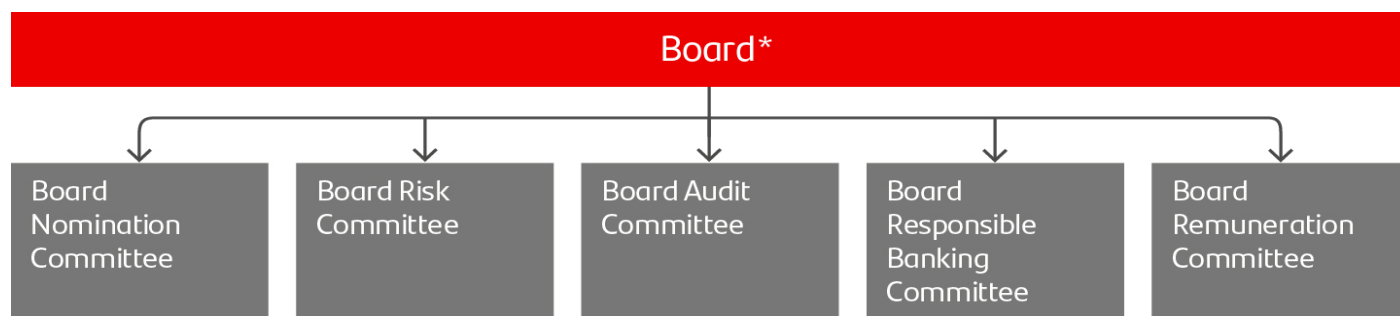 Board*
Board
Nomination
Committee
Board Risk
Committee
Board Audit
Committee
Board
Responsible
Banking
Committee
Board
Remuneration
Committee